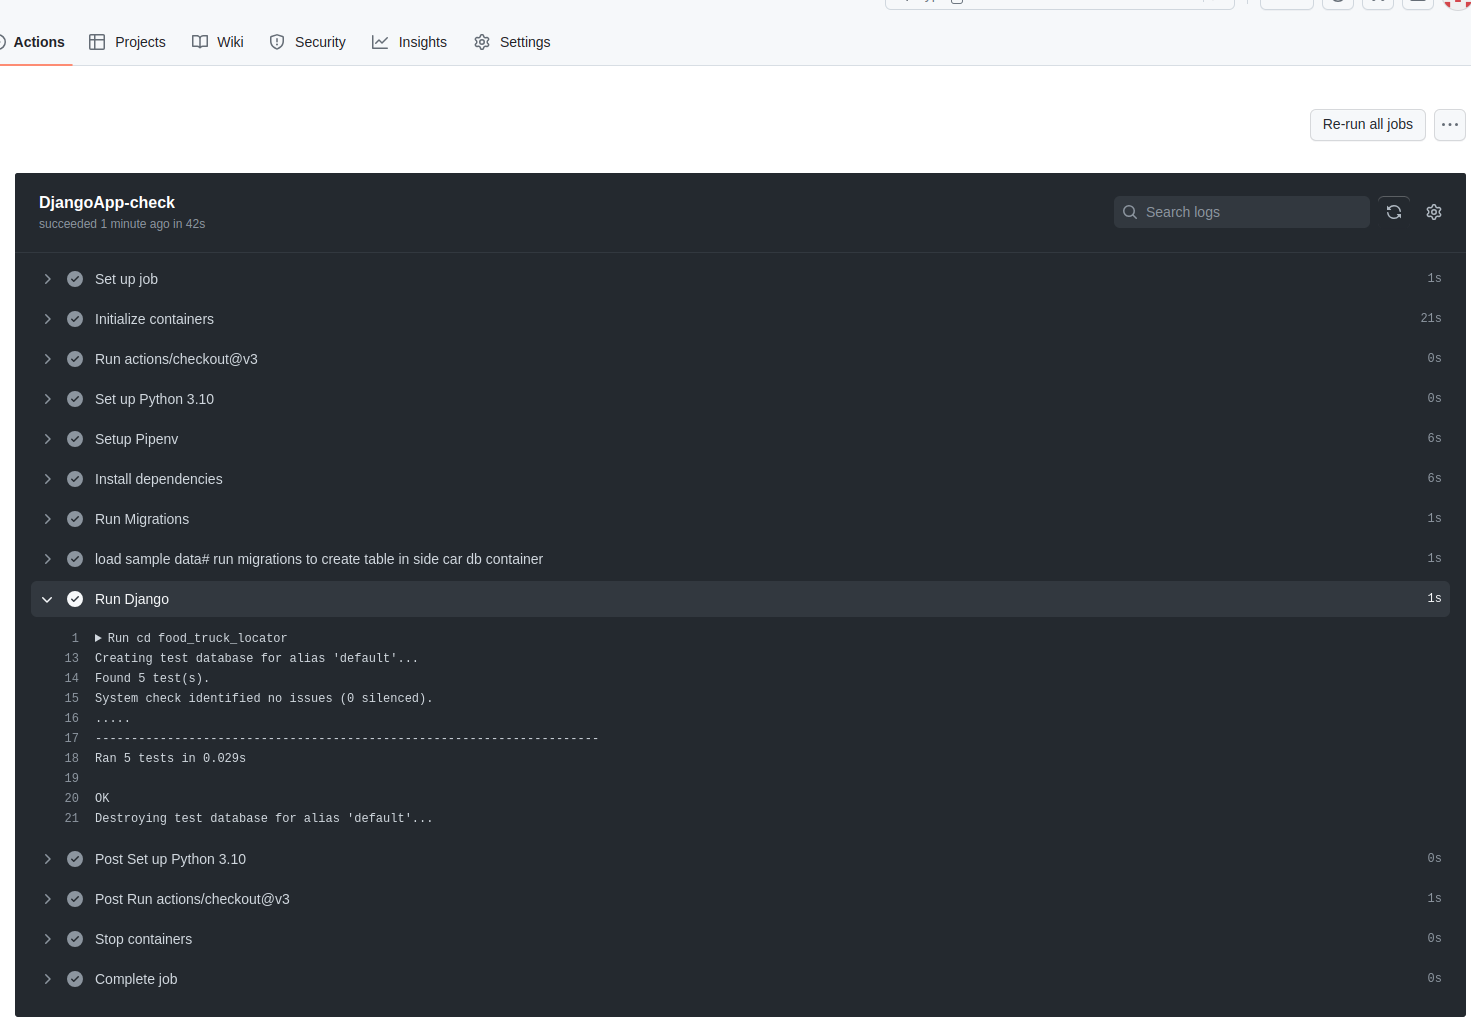 Actions Projects Wiki Security Insights Settings
Re-run all jobs
DjangoApp-check
succeeded 1 minute ago in 42s
Search logs
Set up job 1s
Initialize containers 21s
Run actions/checkout@v3 0s
Set up Python 3.10 0s
Setup Pipenv 6s
Install dependencies 6s
Run Migrations 1s
load sample data# run migrations to create table in side car db container 1s
Run Django 1s
1 Run cd food_truck_locator
13 Creating test database for alias 'default'...
14 Found 5 test(s).
15 System check identified no issues (0 silenced).
16 .....
17 ----------------------------------------------------------------------
18 Ran 5 tests in 0.029s
19
20 OK
21 Destroying test database for alias 'default'...
Post Set up Python 3.10 0s
Post Run actions/checkout@v3 1s
Stop containers 0s
Complete job 0s